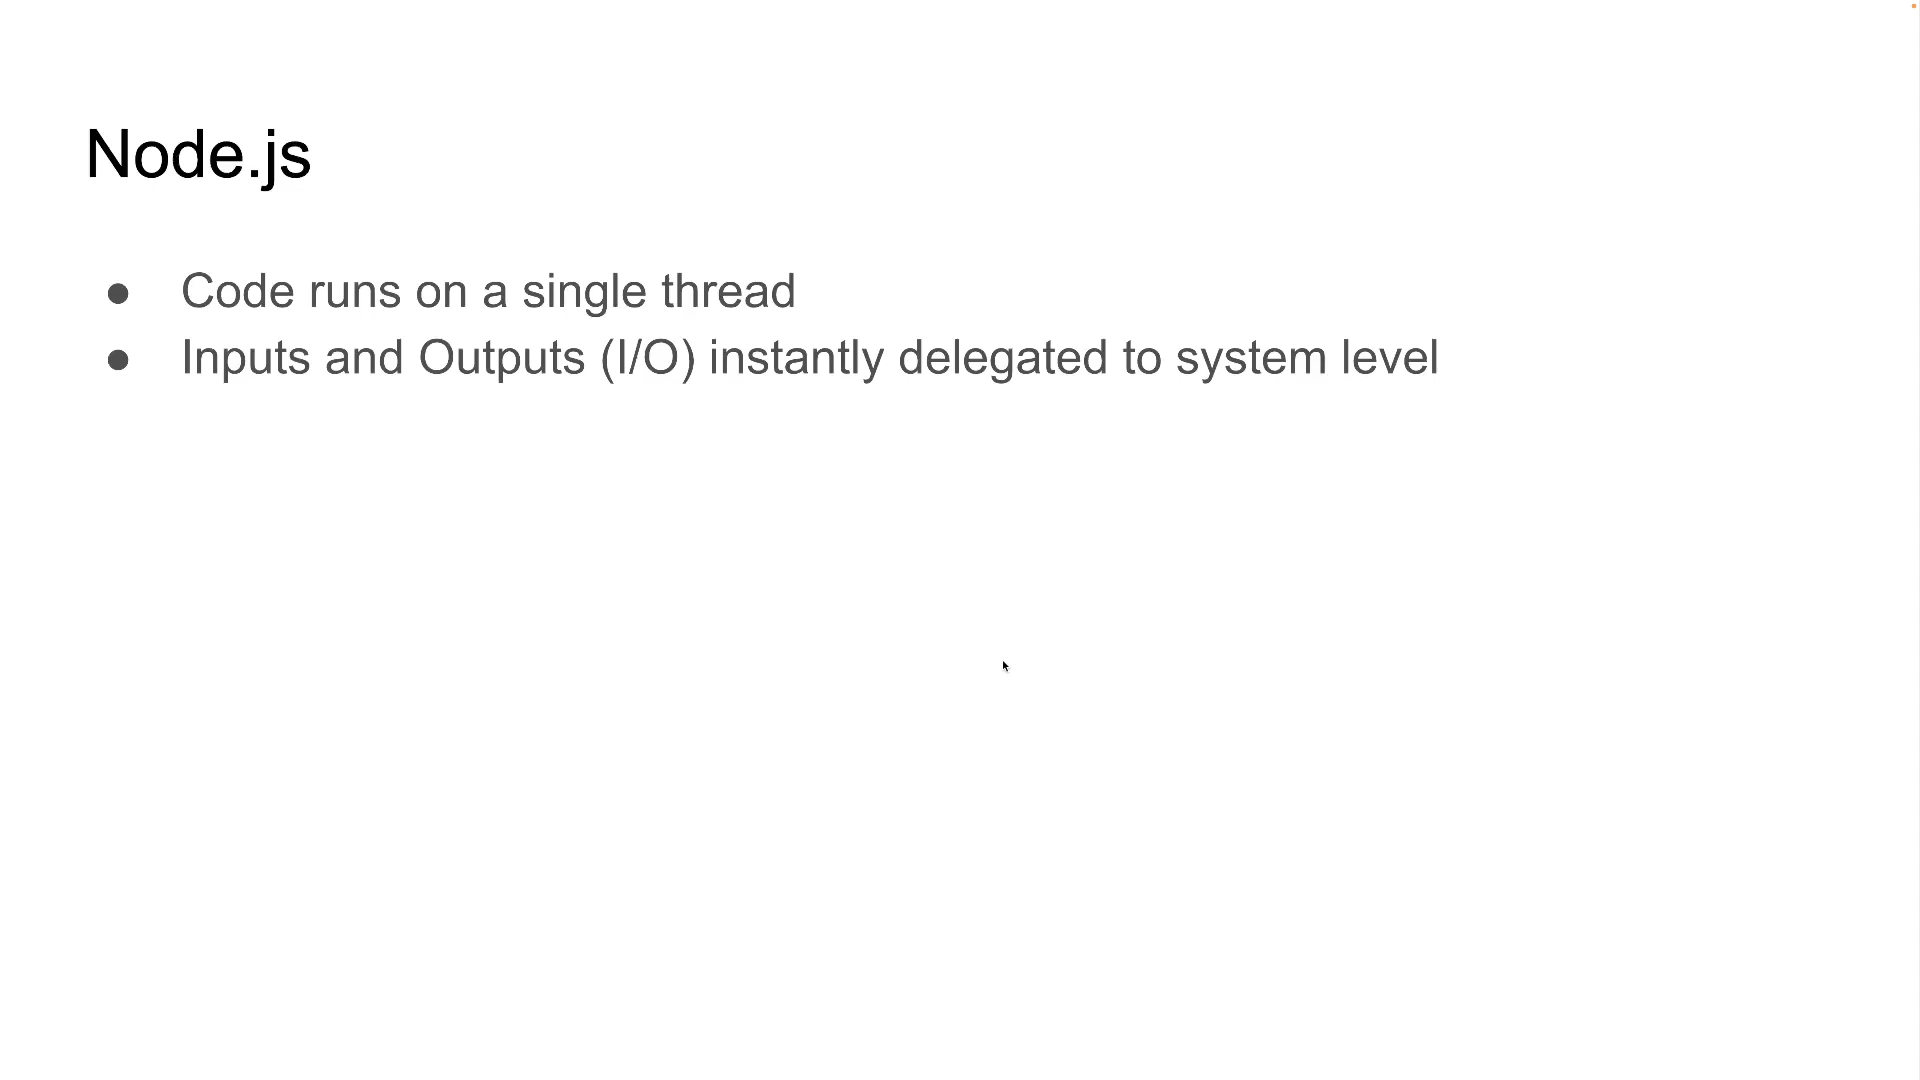 Node.js
● Code runs on a single thread
● Inputs and Outputs (I/O) instantly delegated to system level